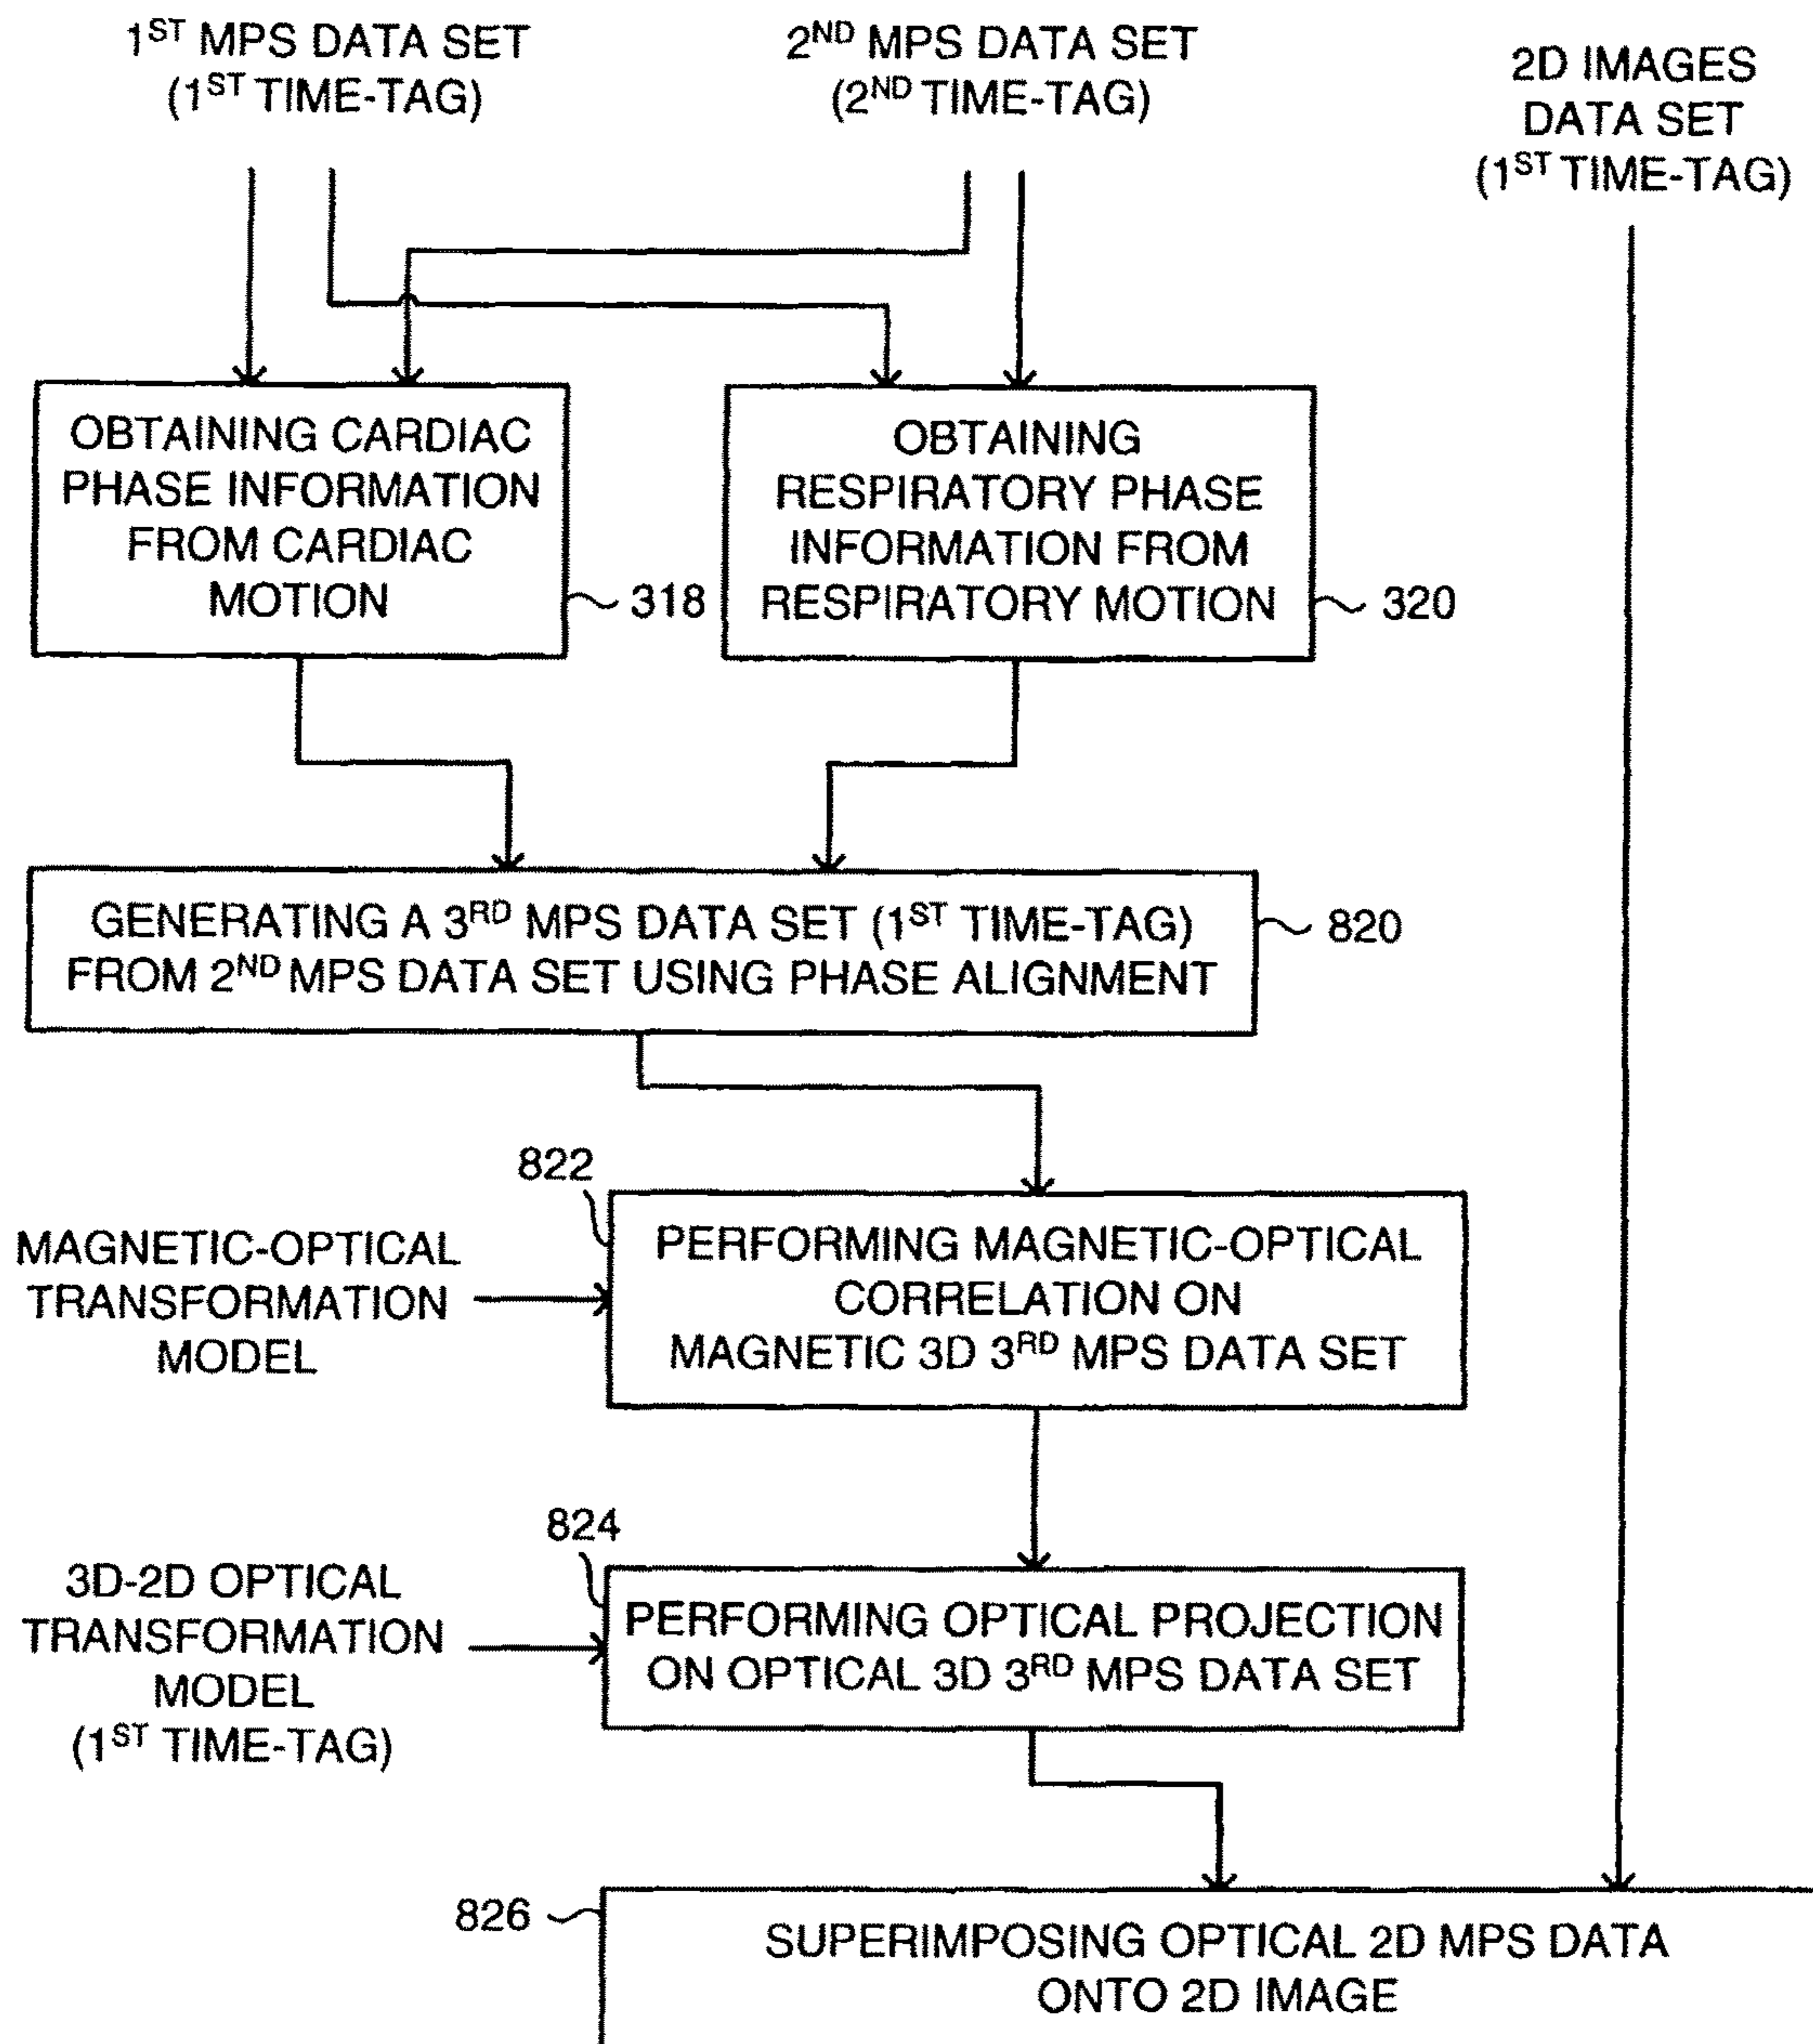 1ST MPS DATA SET
(1ST TIME-TAG)
2ND MPS DATA SET
(2ND TIME-TAG)
2D IMAGES
DATA SET
(1ST TIME-TAG)
OBTAINING CARDIAC
PHASE INFORMATION
FROM CARDIAC
MOTION
318
OBTAINING
RESPIRATORY PHASE
INFORMATION FROM
RESPIRATORY MOTION
320
GENERATING A 3RD MPS DATA SET (1ST TIME-TAG)
FROM 2ND MPS DATA SET USING PHASE ALIGNMENT
820
822
MAGNETIC-OPTICAL
TRANSFORMATION
MODEL
PERFORMING MAGNETIC-OPTICAL
CORRELATION ON
MAGNETIC 3D 3RD MPS DATA SET
824
3D-2D OPTICAL
TRANSFORMATION
MODEL
(1ST TIME-TAG)
PERFORMING OPTICAL PROJECTION
ON OPTICAL 3D 3RD MPS DATA SET
826
SUPERIMPOSING OPTICAL 2D MPS DATA
ONTO 2D IMAGE